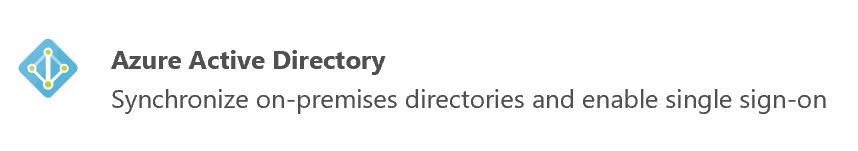 Azure Active Directory
Synchronize on-premises directories and enable single sign-on